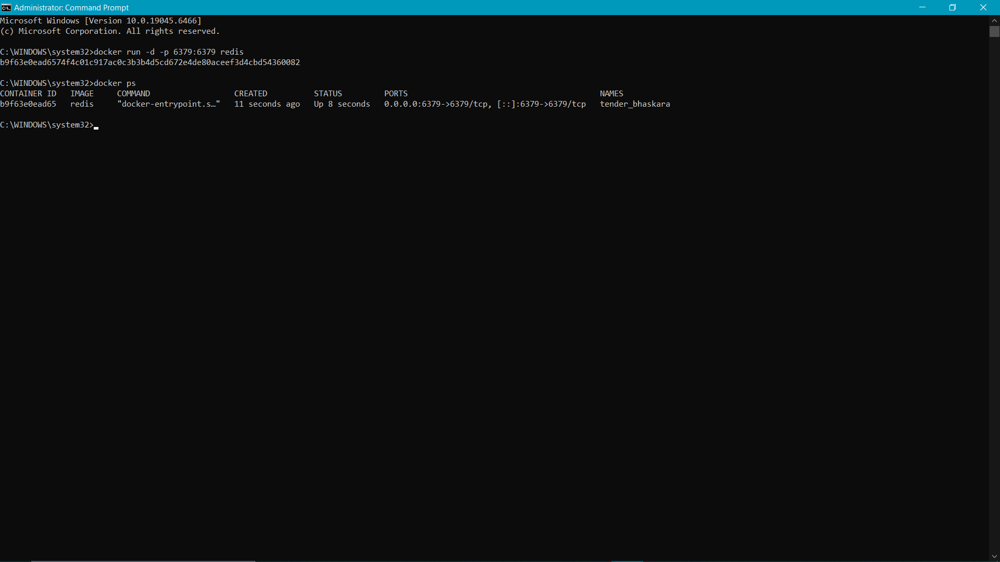 Administrator: Command Prompt
Microsoft Windows [Version 10.0.19045.6466]
(c) Microsoft Corporation. All rights reserved.
C:\WINDOWS\system32>docker run -d -p 6379:6379 redis
b9f63e0ead6574f4c01c917ac0c3b3b4d5cd672e4de80aceef3d4cbd54360082
C:\WINDOWS\system32>docker ps
CONTAINER ID   IMAGE     COMMAND                  CREATED          STATUS         PORTS                                         NAMES
b9f63e0ead65   redis     "docker-entrypoint.s…"   11 seconds ago   Up 8 seconds   0.0.0.0:6379->6379/tcp, [::]:6379->6379/tcp   tender_bhaskara
C:\WINDOWS\system32>